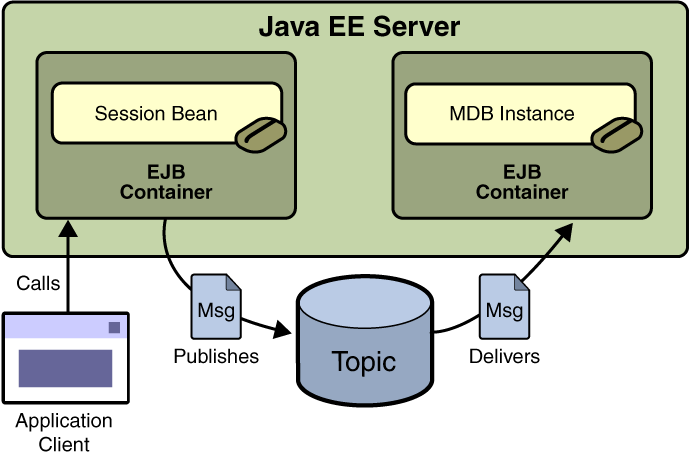 Java EE Server
Session Bean
EJB
Container
MDB Instance
EJB
Container
Calls
Msg
Publishes
Topic
Msg
Delivers
Application
Client